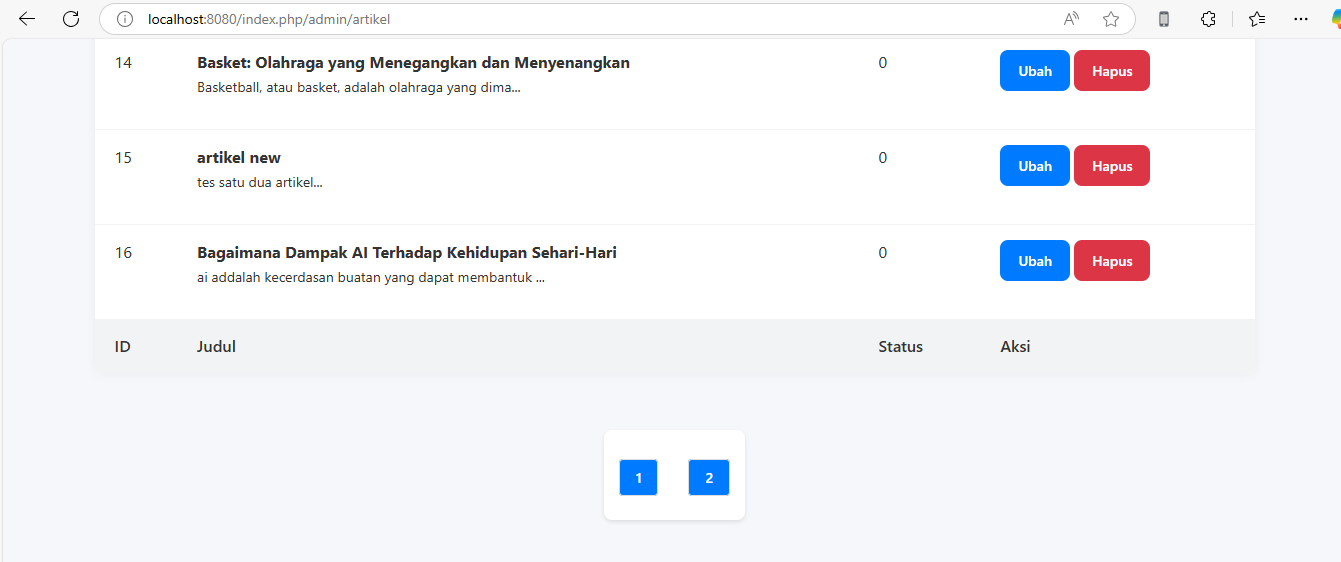 localhost:8080/index.php/admin/artikel
14 Basket: Olahraga yang Menegangkan dan Menyenangkan 0 Ubah Hapus
Basketball, atau basket, adalah olahraga yang dima...
15 artikel new 0 Ubah Hapus
tes satu dua artikel...
16 Bagaimana Dampak AI Terhadap Kehidupan Sehari-Hari 0 Ubah Hapus
ai addalah kecerdasan buatan yang dapat membantuk ...
ID Judul Status Aksi
1 2